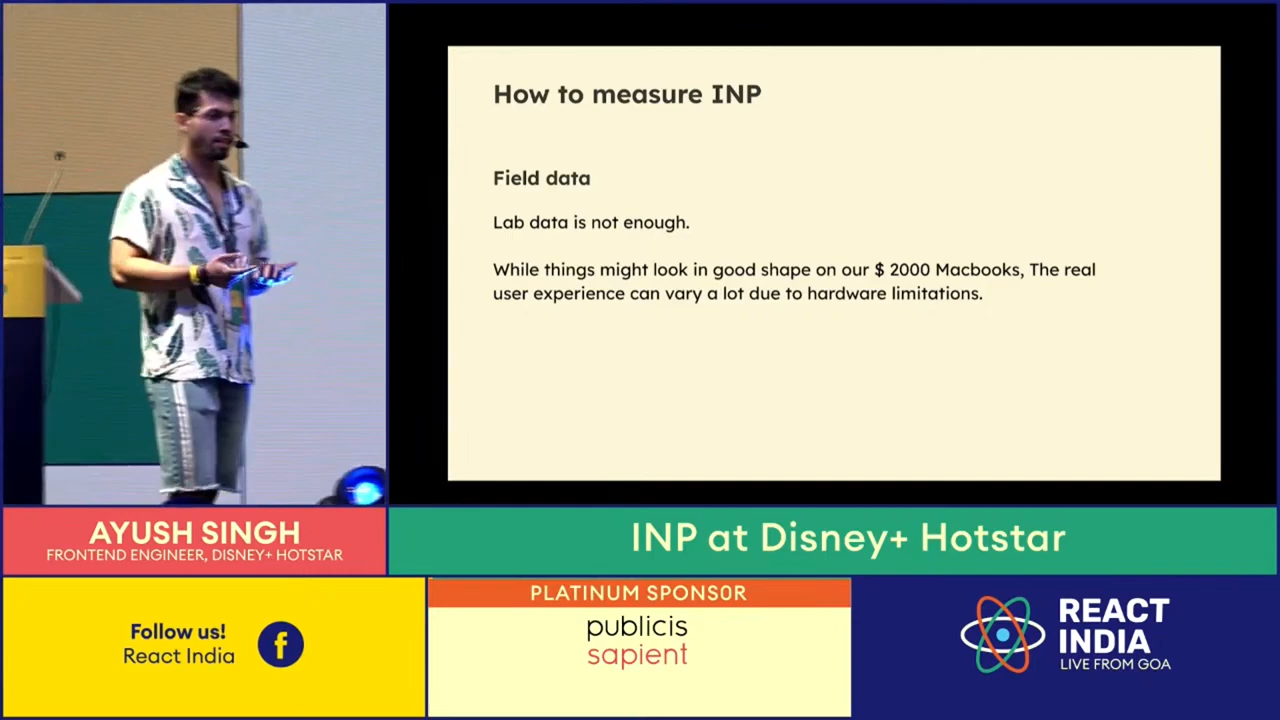 How to measure INP
Field data
Lab data is not enough.
While things might look in good shape on our $ 2000 Macbooks, The real
user experience can vary a lot due to hardware limitations.
AYUSH SINGH
FRONTEND ENGINEER, DISNEY+ HOTSTAR
INP at Disney+ Hotstar
Follow us!
React India
f
PLATINUM SPONSOR
publicis
sapient
REACT
INDIA
LIVE FROM GOA